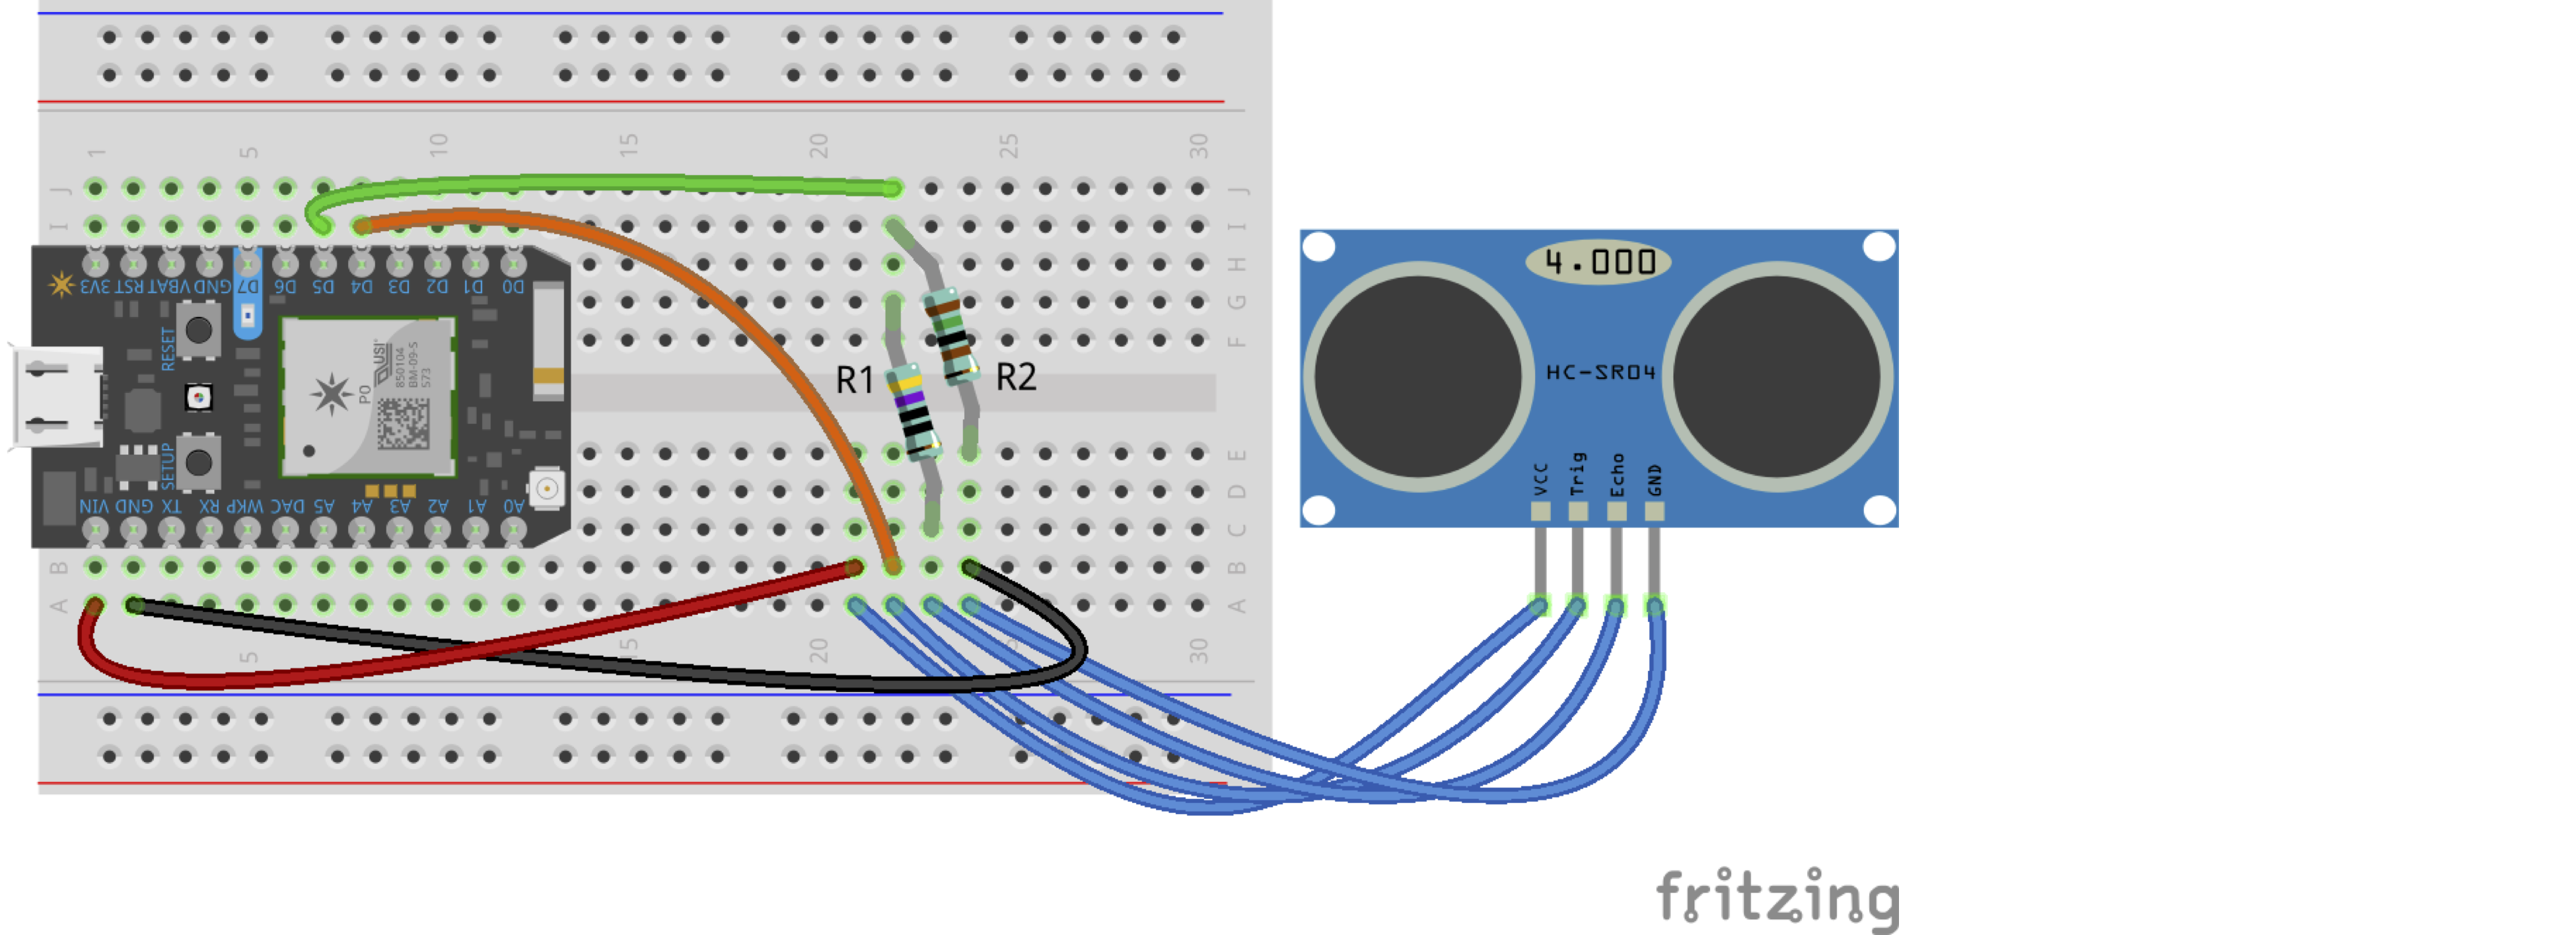 1 5 10 15 20 25 30
J J
I I
H
G
F
E
D
C
B B
A A
3V3 RST VBAT GND D7 D6 D5 D4 D3 D2 D1 D0
RESET
SETUP
P0
USI
850104
BM-09-S
573
VIN GND TX RX WKP DAC A5 A4 A3 A2 A1 A0
R1 R2
5 15 20 30
4.000
HC-SR04
VCC Trig Echo GND
fritzing